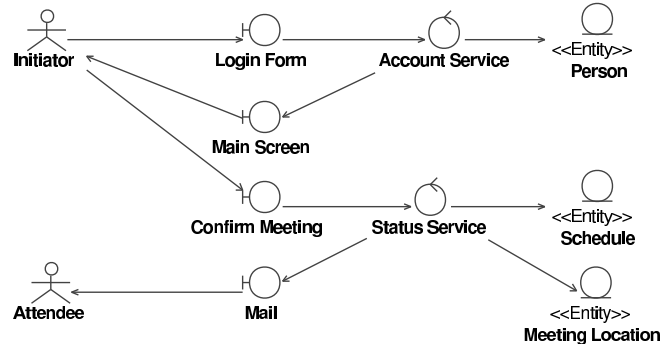 Initiator
Login Form
Account Service
<<Entity>>
Person
Main Screen
Confirm Meeting
Status Service
<<Entity>>
Schedule
Attendee
Mail
<<Entity>>
Meeting Location